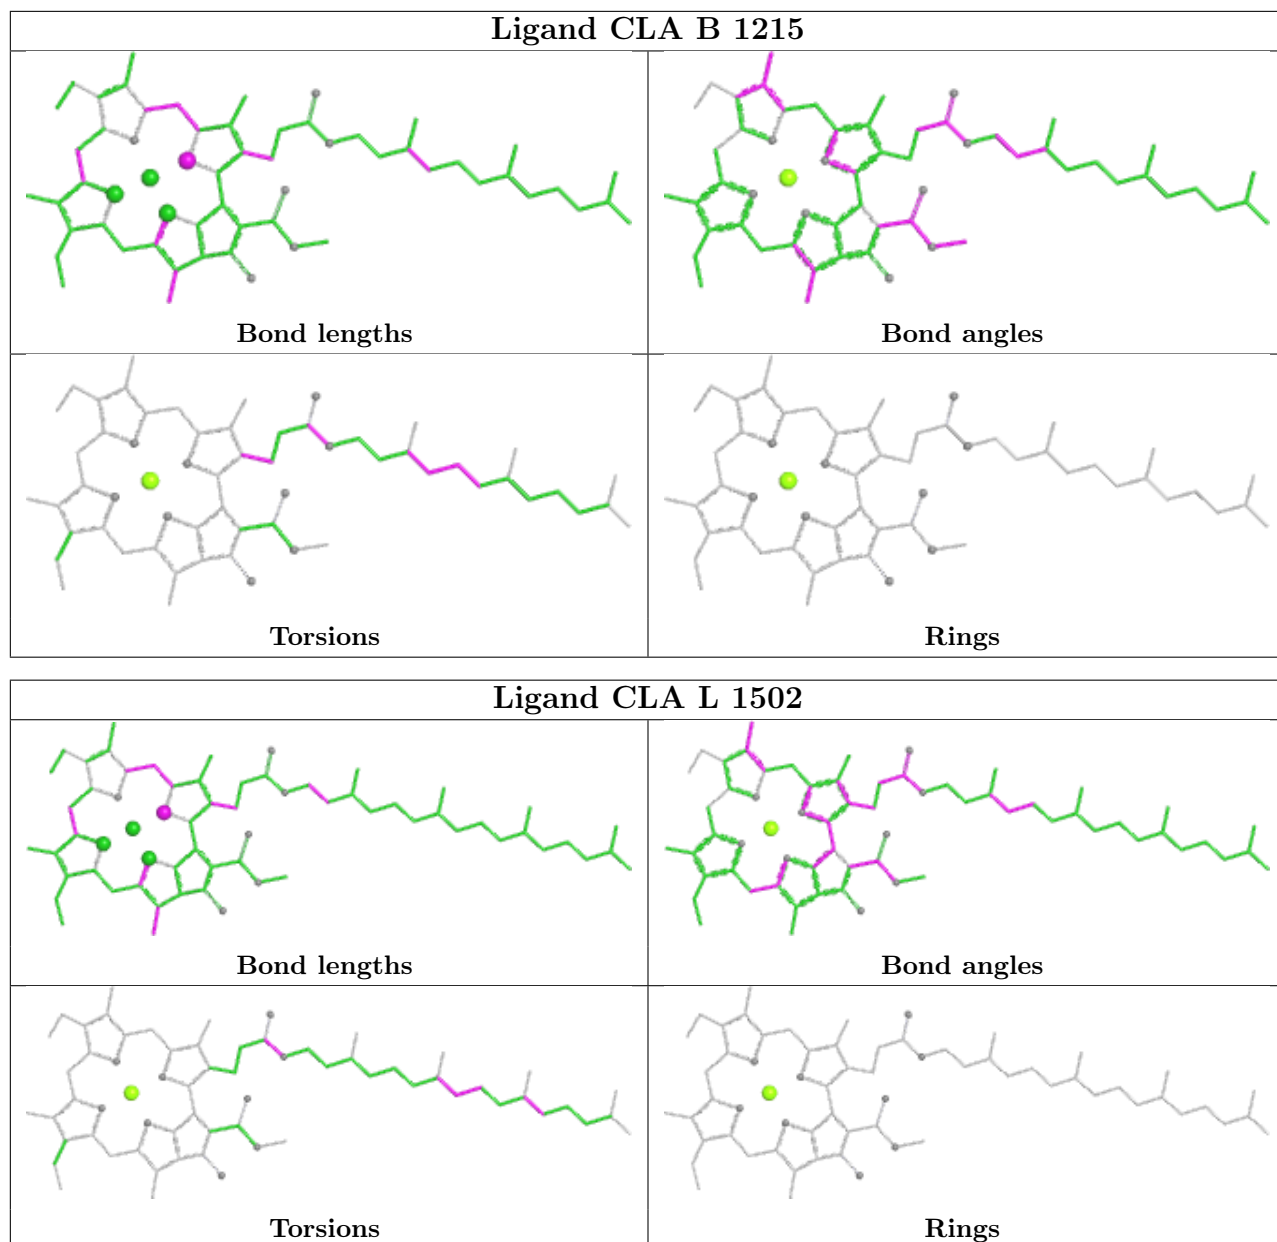 Ligand CLA B 1215
Bond lengths
Bond angles
Torsions
Rings
Ligand CLA L 1502
Bond lengths
Bond angles
Torsions
Rings